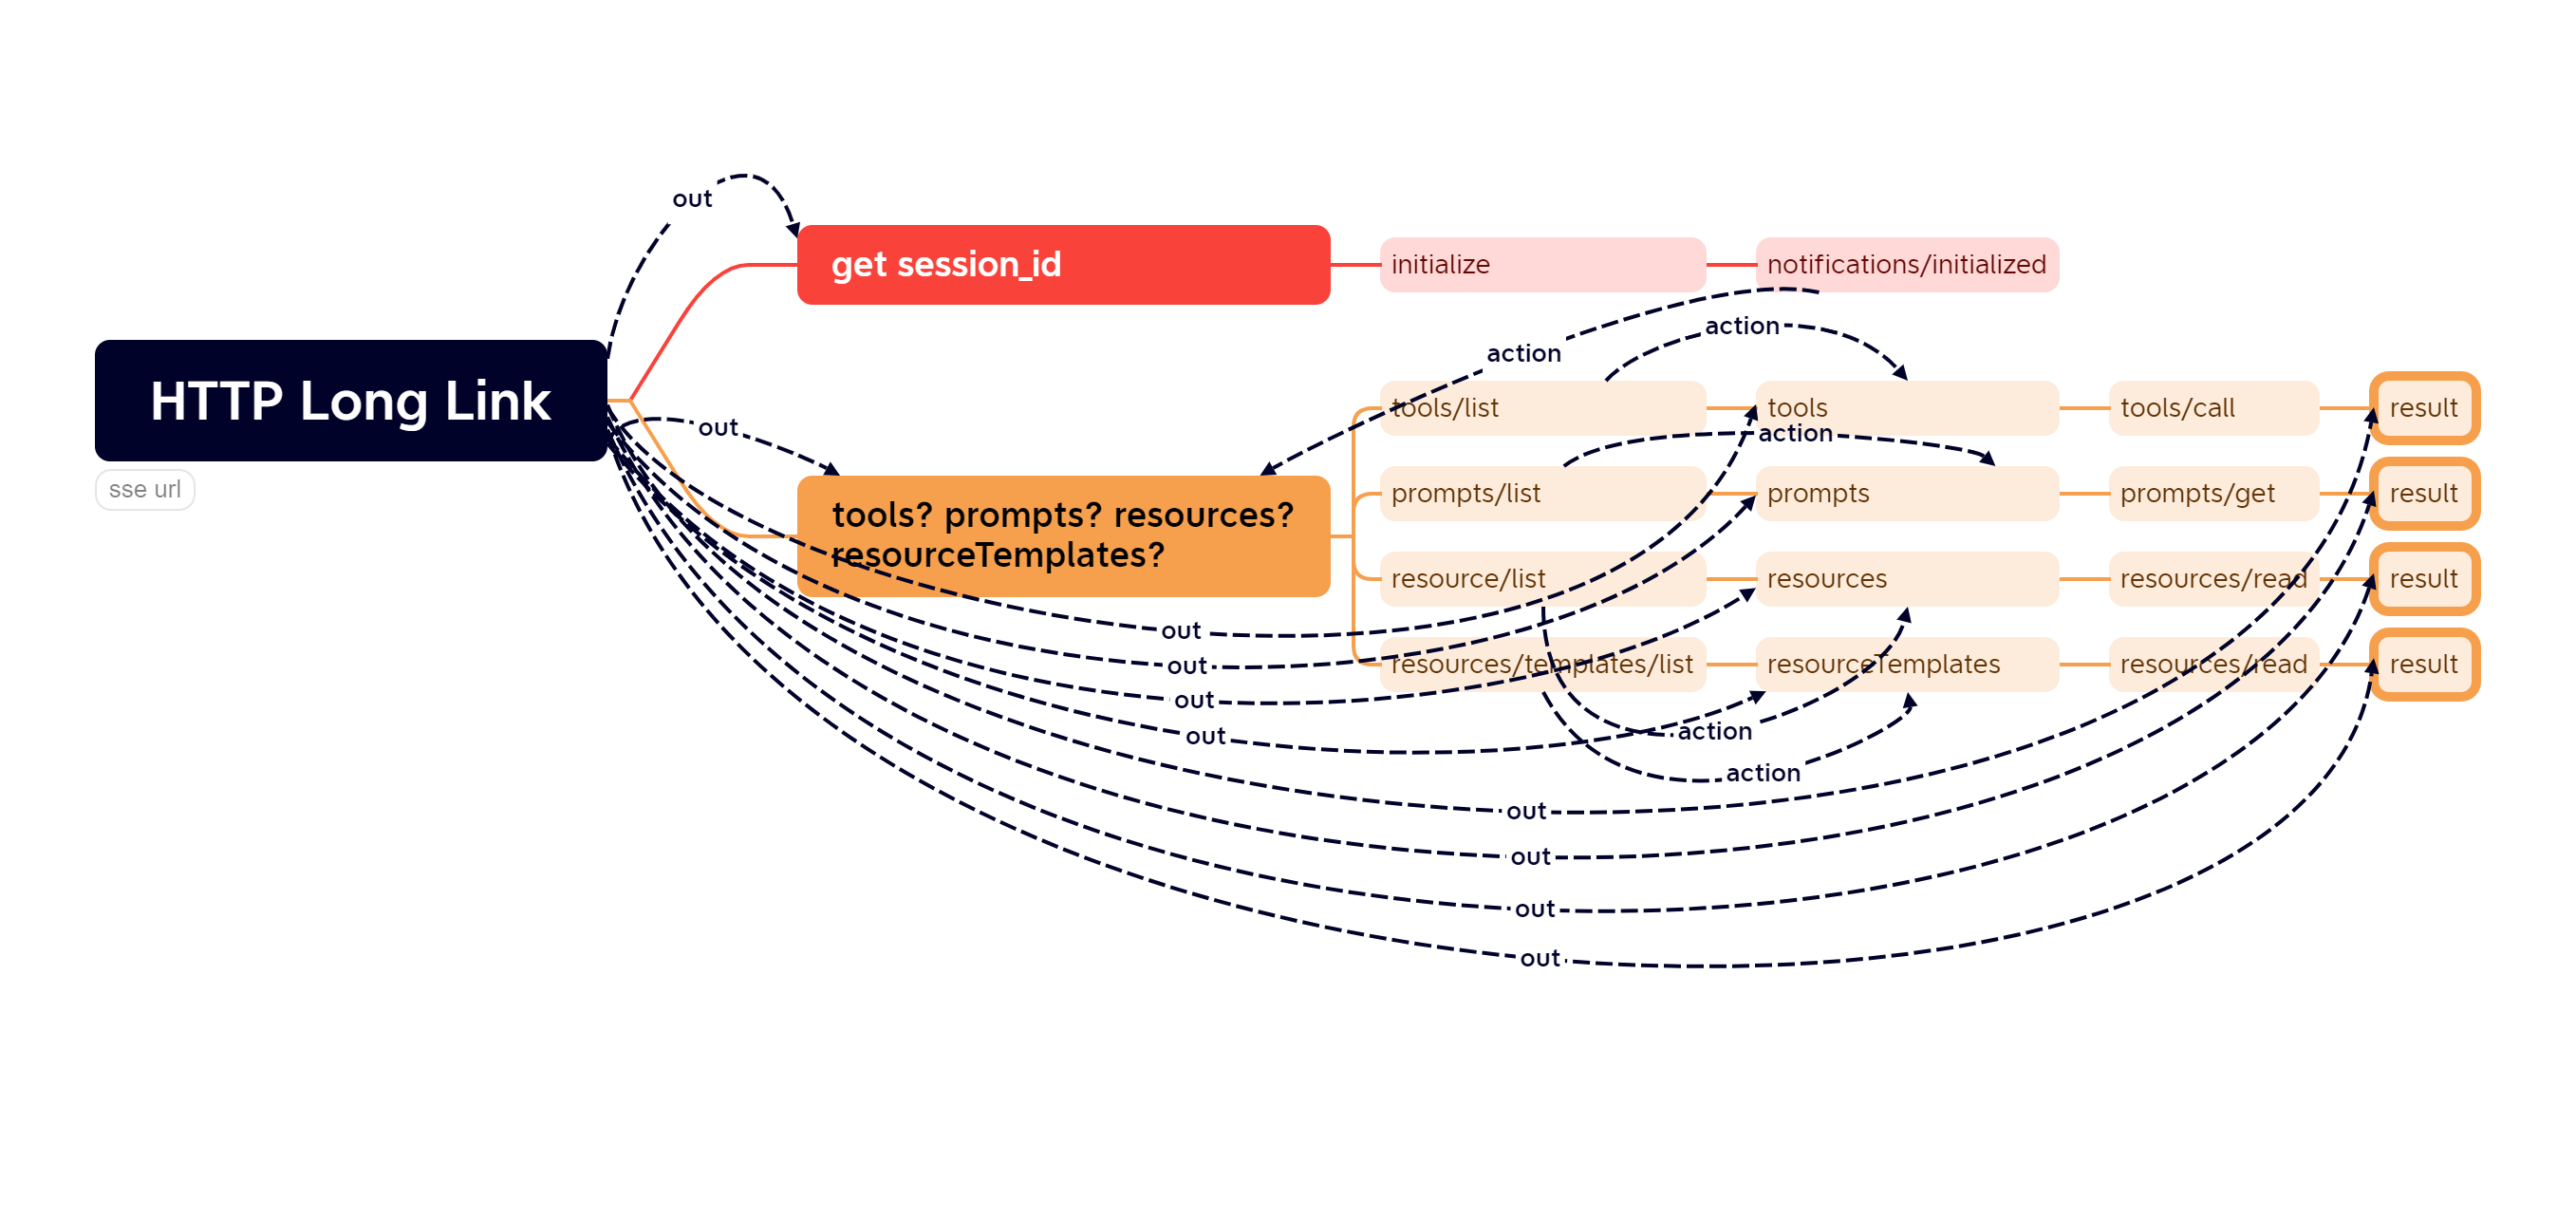 out
get session_id
initialize
notifications/initialized
action
action
HTTP Long Link
sse url
out
tools? prompts? resources?
resourceTemplates?
tools/list
tools
tools/call
result
action
prompts/list
prompts
prompts/get
result
resource/list
resources
resources/read
result
resources/templates/list
resourceTemplates
resources/read
result
out
out
out
out
action
action
out
out
out
out